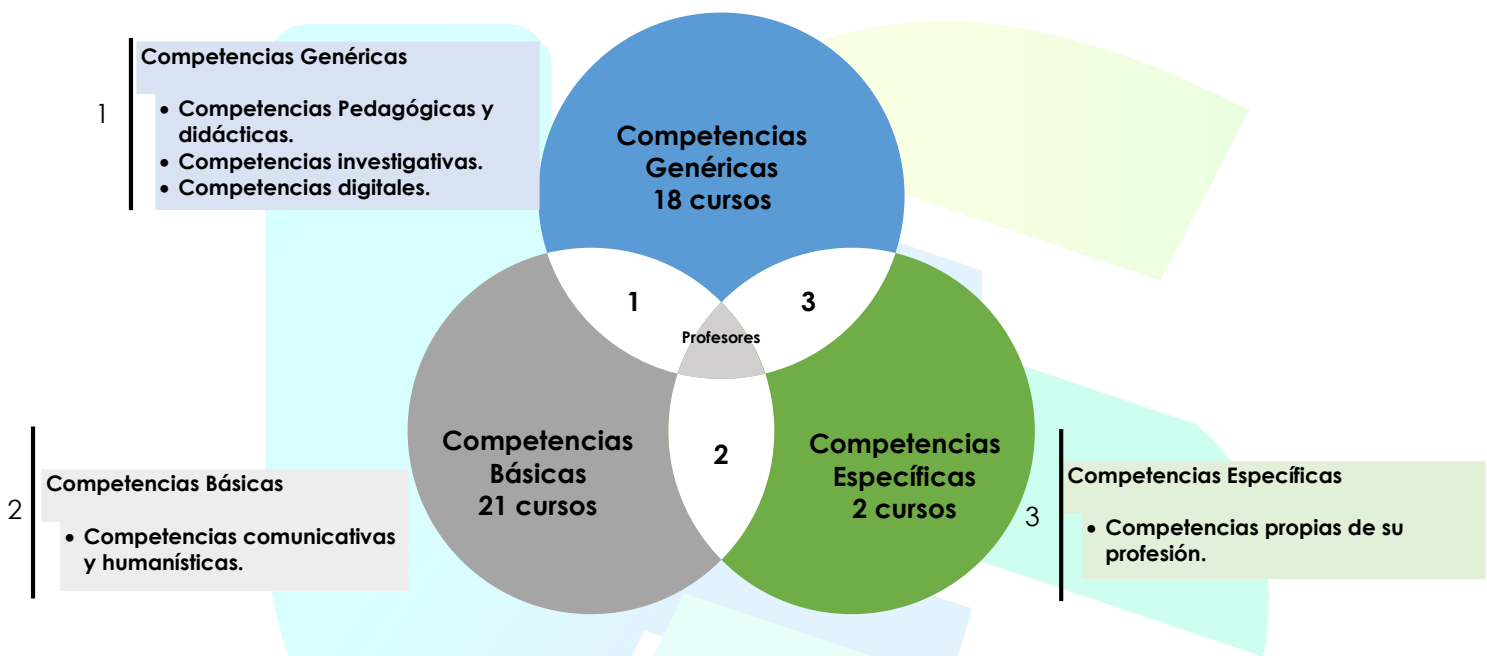 1
Competencias Genéricas
• Competencias Pedagógicas y
didácticas.
• Competencias investigativas.
• Competencias digitales.
Competencias
Genéricas
18 cursos
1
3
Profesores
Competencias
Básicas
21 cursos
2
Competencias
Específicas
2 cursos
2
Competencias Básicas
• Competencias comunicativas
y humanísticas.
3
Competencias Específicas
• Competencias propias de su
profesión.